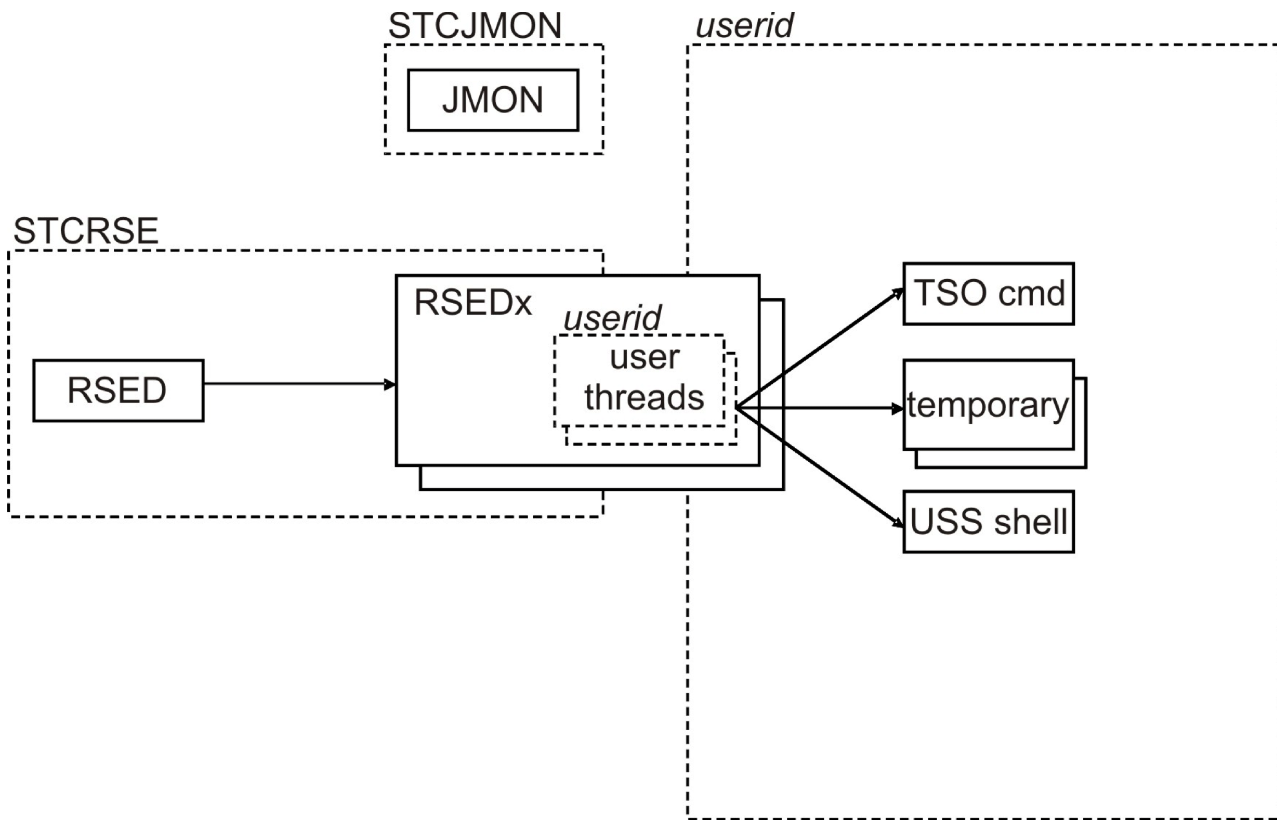 STCJMON
userid
JMON
STCRSE
RSEDx
TSO cmd
userid
user
threads
RSED
temporary
USS shell